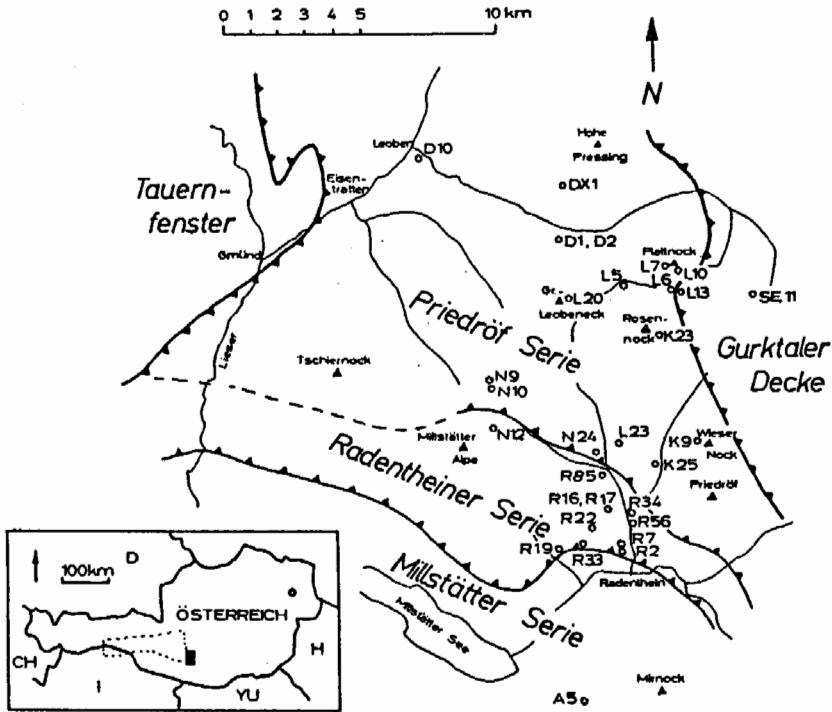 0 1 2 3 4 5 10 km
N
Leoben
D10
Hohe
Pressing
Eisen-
tratten
Tauern-
fenster
DX1
Gmünd
D1, D2
Plattnock
L7
L10
L5
L6
L13
SE11
Gr.-
L20
Leobeneck
Rosen-
nock
K23
Priedröf Serie
Gurktaler
Decke
Lieser
Tschiernock
N9
N10
N12
Millstätter
Alpe
N24
L23
K9
Wieser
Nock
K25
R85
Priedröf
Radentheiner Serie
R16, R17
R34
R22
R56
R7
R19
R33
R2
Radenthein
Millstätter Serie
Millstätter See
Mirnock
A5
100km
D
ÖSTERREICH
CH
I
YU
H